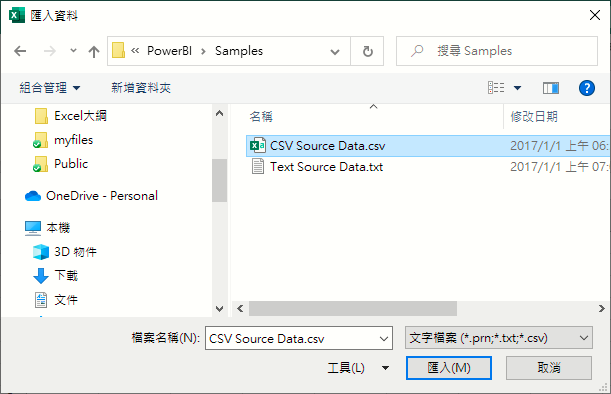 匯入資料
« PowerBI › Samples
搜尋 Samples
組合管理 新增資料夾
Excel大綱
myfiles
Public
OneDrive - Personal
本機
3D 物件
下載
文件
名稱 修改日期
CSV Source Data.csv 2017/1/1 上午 06:
Text Source Data.txt 2017/1/1 上午 07:
檔案名稱(N): CSV Source Data.csv 文字檔案 (*.prn;*.txt;*.csv)
工具(L) 匯入(M) 取消